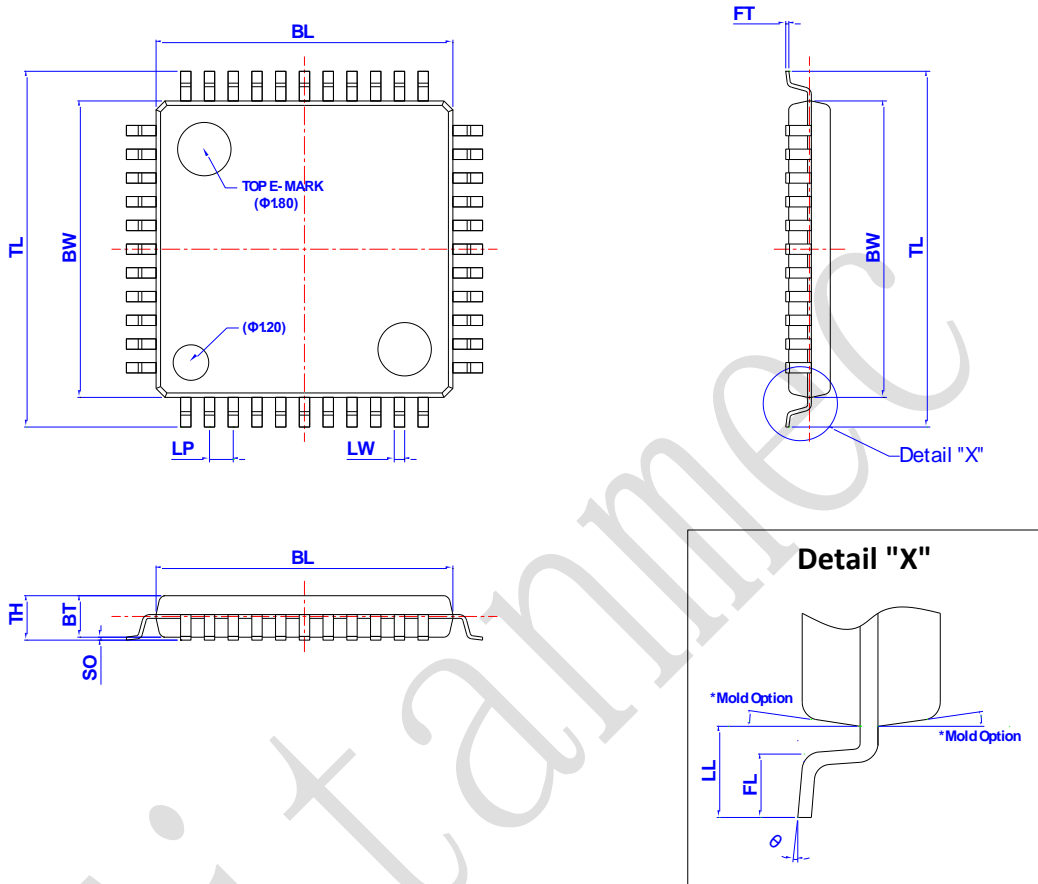 BL
FT
TOP E-MARK
(Φ1.80)
TL
BW
BW
TL
(Φ1.20)
LP
LW
Detail "X"
BL
TH
BT
SO
Detail "X"
*Mold Option
*Mold Option
LL
FL
θ
itamec